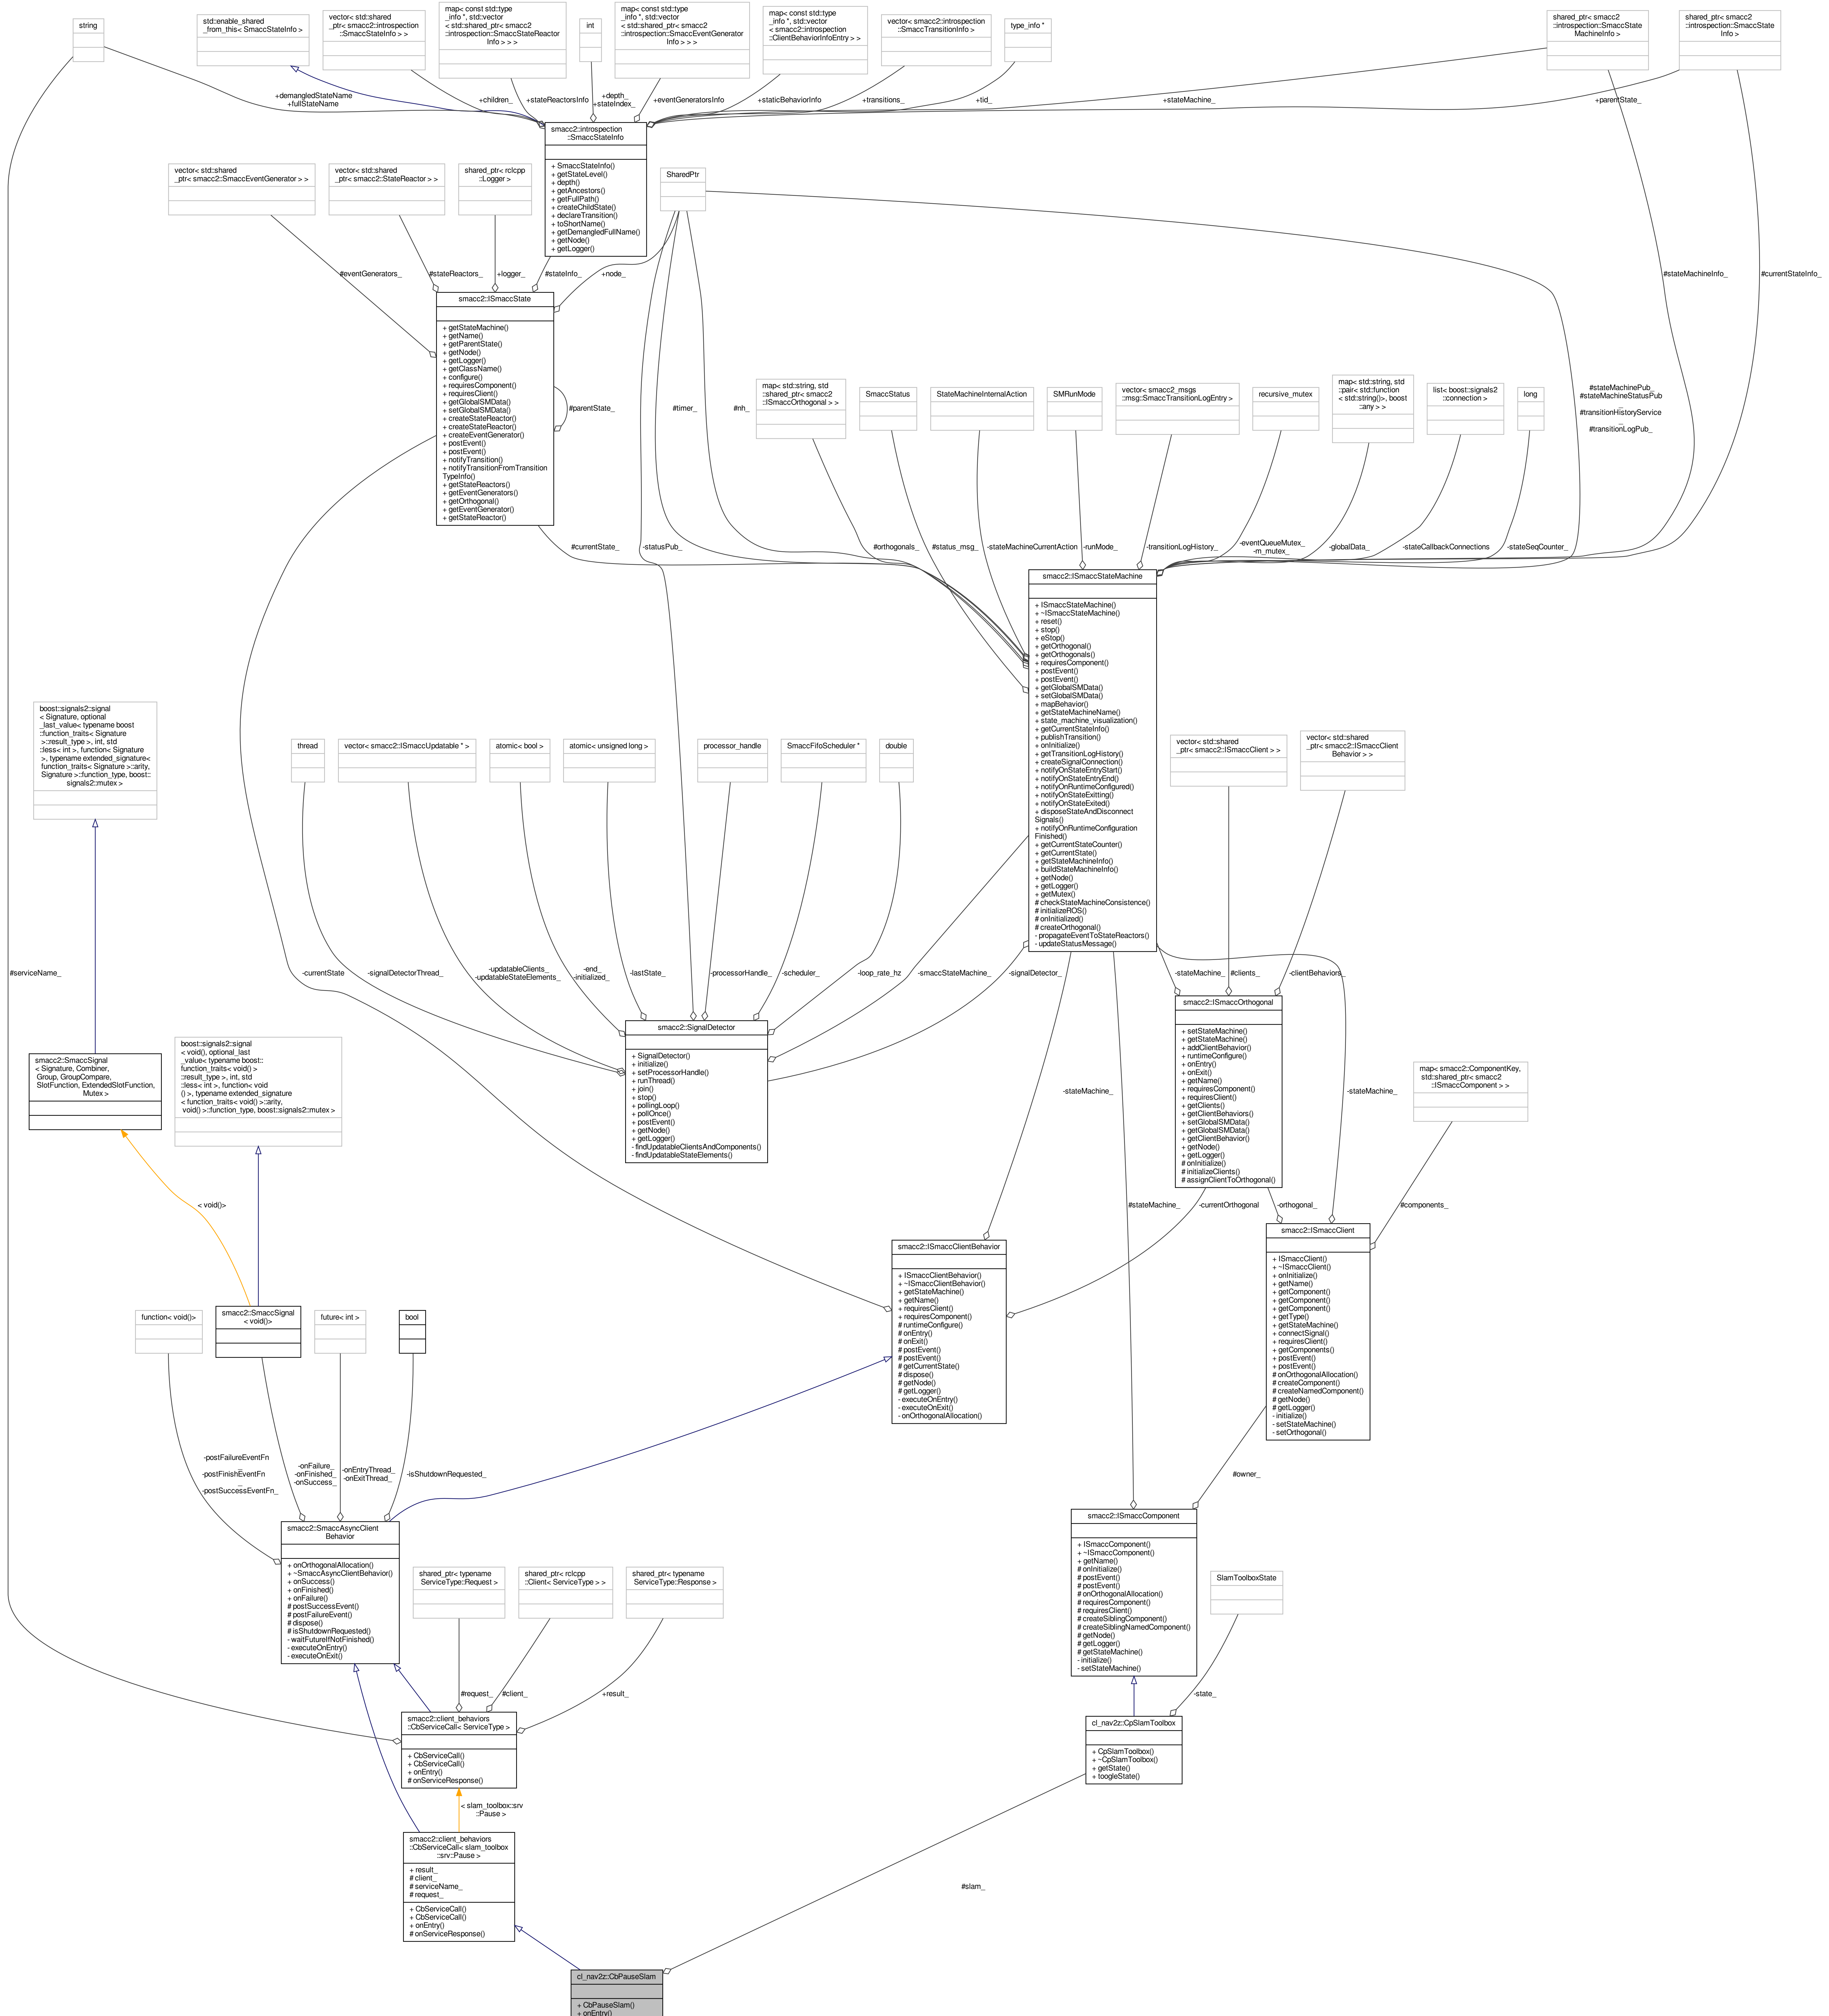 string
std::enable_shared
_from_this< SmaccStateInfo >
vector< std::shared
_ptr< smacc2::introspection
::SmaccStateInfo > >
map< const std::type
_info *, std::vector
< std::shared_ptr< smacc2
::introspection::SmaccStateReactor
Info > > >
int
map< const std::type
_info *, std::vector
< std::shared_ptr< smacc2
::introspection::SmaccEventGenerator
Info > > >
map< const std::type
_info *, std::vector
< smacc2::introspection
::ClientBehaviorInfoEntry > >
vector< smacc2::introspection
::SmaccTransitionInfo >
type_info *
shared_ptr< smacc2
::introspection::SmaccState
MachineInfo >
shared_ptr< smacc2
::introspection::SmaccState
Info >
+demangledStateName
+fullStateName
+children_
+stateReactorsInfo
+depth_
+stateIndex_
+eventGeneratorsInfo
+staticBehaviorInfo
+transitions_
+tid_
+stateMachine_
+parentState_
smacc2::introspection
::SmaccStateInfo
+ SmaccStateInfo()
+ getStateLevel()
+ depth()
+ getAncestors()
+ getFullPath()
+ createChildState()
+ declareTransition()
+ toShortName()
+ getDemangledFullName()
+ getNode()
+ getLogger()
vector< std::shared
_ptr< smacc2::SmaccEventGenerator > >
vector< std::shared
_ptr< smacc2::StateReactor > >
shared_ptr< rclcpp
::Logger >
SharedPtr
#eventGenerators_
#stateReactors_
+logger_
#stateInfo_
+node_
#stateMachineInfo_
#currentStateInfo_
smacc2::ISmaccState
+ getStateMachine()
+ getName()
+ getParentState()
+ getNode()
+ getLogger()
+ getClassName()
+ configure()
+ requiresComponent()
+ requiresClient()
+ getGlobalSMData()
+ setGlobalSMData()
+ createStateReactor()
+ createStateReactor()
+ createEventGenerator()
+ postEvent()
+ postEvent()
+ notifyTransition()
+ notifyTransitionFromTransition
TypeInfo()
+ getStateReactors()
+ getEventGenerators()
+ getOrthogonal()
+ getEventGenerator()
+ getStateReactor()
#parentState_
#timer_
#nh_
map< std::string, std
::shared_ptr< smacc2
::ISmaccOrthogonal > >
SmaccStatus
StateMachineInternalAction
SMRunMode
vector< smacc2_msgs
::msg::SmaccTransitionLogEntry >
recursive_mutex
map< std::string, std
::pair< std::function
< std::string()>, boost
::any > >
list< boost::signals2
::connection >
long
#stateMachinePub_
#stateMachineStatusPub
_
#transitionHistoryService
_
#transitionLogPub_
#currentState_
-statusPub_
#orthogonals_
#status_msg_
-stateMachineCurrentAction
-runMode_
-transitionLogHistory_
-eventQueueMutex_
-m_mutex_
-globalData_
-stateCallbackConnections
-stateSeqCounter_
smacc2::ISmaccStateMachine
+ ISmaccStateMachine()
+ ~ISmaccStateMachine()
+ reset()
+ stop()
+ eStop()
+ getOrthogonal()
+ getOrthogonals()
+ requiresComponent()
+ postEvent()
+ postEvent()
+ getGlobalSMData()
+ setGlobalSMData()
+ mapBehavior()
+ getStateMachineName()
+ state_machine_visualization()
+ getCurrentStateInfo()
+ publishTransition()
+ onInitialize()
+ getTransitionLogHistory()
+ createSignalConnection()
+ notifyOnStateEntryStart()
+ notifyOnStateEntryEnd()
+ notifyOnRuntimeConfigured()
+ notifyOnStateExitting()
+ notifyOnStateExited()
+ disposeStateAndDisconnect
Signals()
+ notifyOnRuntimeConfiguration
Finished()
+ getCurrentStateCounter()
+ getCurrentState()
+ getStateMachineInfo()
+ buildStateMachineInfo()
+ getNode()
+ getLogger()
+ getMutex()
# checkStateMachineConsistence()
# initializeROS()
# onInitialized()
# createOrthogonal()
- propagateEventToStateReactors()
- updateStatusMessage()
boost::signals2::signal
< Signature, optional
_last_value< typename boost
::function_traits< Signature
>::result_type >, int, std
::less< int >, function< Signature
>, typename extended_signature<
function_traits< Signature >::arity,
Signature >::function_type, boost::
signals2::mutex >
thread
vector< smacc2::ISmaccUpdatable * >
atomic< bool >
atomic< unsigned long >
processor_handle
SmaccFifoScheduler *
double
vector< std::shared
_ptr< smacc2::ISmaccClient > >
vector< std::shared
_ptr< smacc2::ISmaccClient
Behavior > >
#serviceName_
-currentState
-signalDetectorThread_
-updatableClients_
-updatableStateElements_
-end_
-initialized_
-lastState_
-processorHandle_
-scheduler_
-loop_rate_hz
-smaccStateMachine_
-signalDetector_
-stateMachine_
#clients_
-clientBehaviors_
smacc2::SignalDetector
+ SignalDetector()
+ initialize()
+ setProcessorHandle()
+ runThread()
+ join()
+ stop()
+ pollingLoop()
+ pollOnce()
+ postEvent()
+ getNode()
+ getLogger()
- findUpdatableClientsAndComponents()
- findUpdatableStateElements()
smacc2::ISmaccOrthogonal
+ setStateMachine()
+ getStateMachine()
+ addClientBehavior()
+ runtimeConfigure()
+ onEntry()
+ onExit()
+ getName()
+ requiresComponent()
+ requiresClient()
+ getClients()
+ getClientBehaviors()
+ setGlobalSMData()
+ getGlobalSMData()
+ getClientBehavior()
+ getNode()
+ getLogger()
# onInitialize()
# initializeClients()
# assignClientToOrthogonal()
smacc2::SmaccSignal
< Signature, Combiner,
Group, GroupCompare,
SlotFunction, ExtendedSlotFunction,
Mutex >
boost::signals2::signal
< void(), optional_last
_value< typename boost::
function_traits< void() >
::result_type >, int, std
::less< int >, function< void
() >, typename extended_signature
< function_traits< void() >::arity,
void() >::function_type, boost::signals2::mutex >
-stateMachine_
-stateMachine_
map< smacc2::ComponentKey,
std::shared_ptr< smacc2
::ISmaccComponent > >
< void()>
#stateMachine_
-currentOrthogonal
-orthogonal_
#components_
smacc2::ISmaccClientBehavior
+ ISmaccClientBehavior()
+ ~ISmaccClientBehavior()
+ getStateMachine()
+ getName()
+ requiresClient()
+ requiresComponent()
# runtimeConfigure()
# onEntry()
# onExit()
# postEvent()
# postEvent()
# getCurrentState()
# dispose()
# getNode()
# getLogger()
- executeOnEntry()
- executeOnExit()
- onOrthogonalAllocation()
smacc2::ISmaccClient
+ ISmaccClient()
+ ~ISmaccClient()
+ onInitialize()
+ getName()
+ getComponent()
+ getComponent()
+ getComponent()
+ getType()
+ getStateMachine()
+ connectSignal()
+ requiresClient()
+ getComponents()
+ postEvent()
+ postEvent()
# onOrthogonalAllocation()
# createComponent()
# createNamedComponent()
# getNode()
# getLogger()
- initialize()
- setStateMachine()
- setOrthogonal()
function< void()>
smacc2::SmaccSignal
< void()>
future< int >
bool
-postFailureEventFn
_
-postFinishEventFn
_
-postSuccessEventFn_
-onFailure_
-onFinished_
-onSuccess_
-onEntryThread_
-onExitThread_
-isShutdownRequested_
#owner_
smacc2::SmaccAsyncClient
Behavior
+ onOrthogonalAllocation()
+ ~SmaccAsyncClientBehavior()
+ onSuccess()
+ onFinished()
+ onFailure()
# postSuccessEvent()
# postFailureEvent()
# dispose()
# isShutdownRequested()
- waitFutureIfNotFinished()
- executeOnEntry()
- executeOnExit()
smacc2::ISmaccComponent
+ ISmaccComponent()
+ ~ISmaccComponent()
+ getName()
# onInitialize()
# postEvent()
# postEvent()
# onOrthogonalAllocation()
# requiresComponent()
# requiresClient()
# createSiblingComponent()
# createSiblingNamedComponent()
# getNode()
# getLogger()
# getStateMachine()
- initialize()
- setStateMachine()
shared_ptr< typename
ServiceType::Request >
shared_ptr< rclcpp
::Client< ServiceType > >
shared_ptr< typename
ServiceType::Response >
SlamToolboxState
#request_
#client_
+result_
-state_
smacc2::client_behaviors
::CbServiceCall< ServiceType >
+ CbServiceCall()
+ CbServiceCall()
+ onEntry()
# onServiceResponse()
cl_nav2z::CpSlamToolbox
+ CpSlamToolbox()
+ ~CpSlamToolbox()
+ getState()
+ toogleState()
< slam_toolbox::srv
::Pause >
smacc2::client_behaviors
::CbServiceCall< slam_toolbox
::srv::Pause >
+ result_
# client_
# serviceName_
# request_
+ CbServiceCall()
+ CbServiceCall()
+ onEntry()
# onServiceResponse()
#slam_
cl_nav2z::CbPauseSlam
+ CbPauseSlam()
+ onEntry()